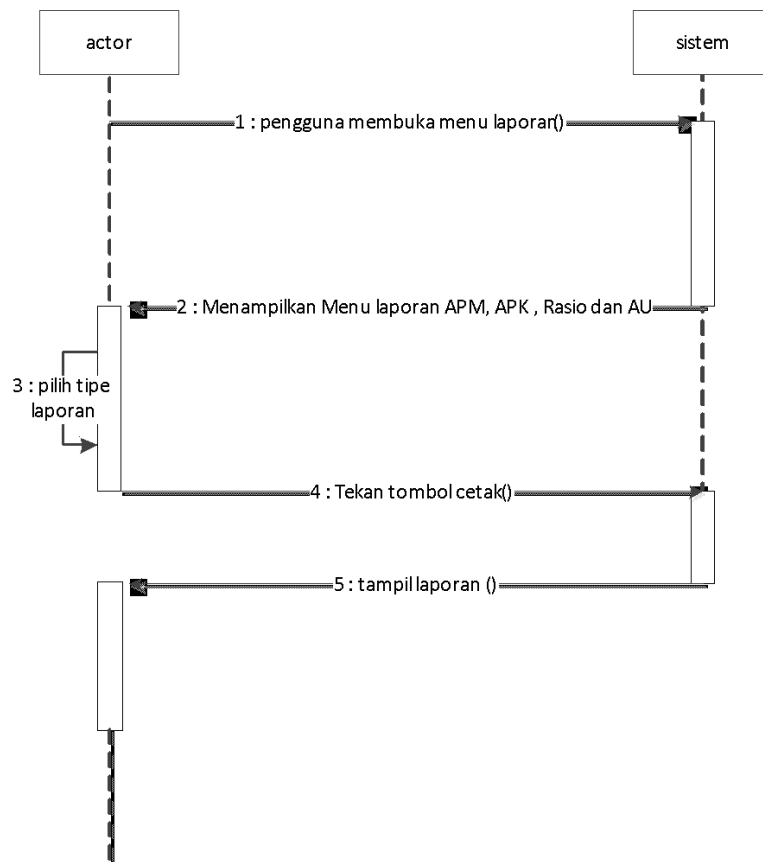 actor
sistem
1 : pengguna membuka menu laporan()
2 : Menampilkan Menu laporan APM, APK , Rasio dan AU
3 : pilih tipe
laporan
4 : Tekan tombol cetak()
5 : tampil laporan ()